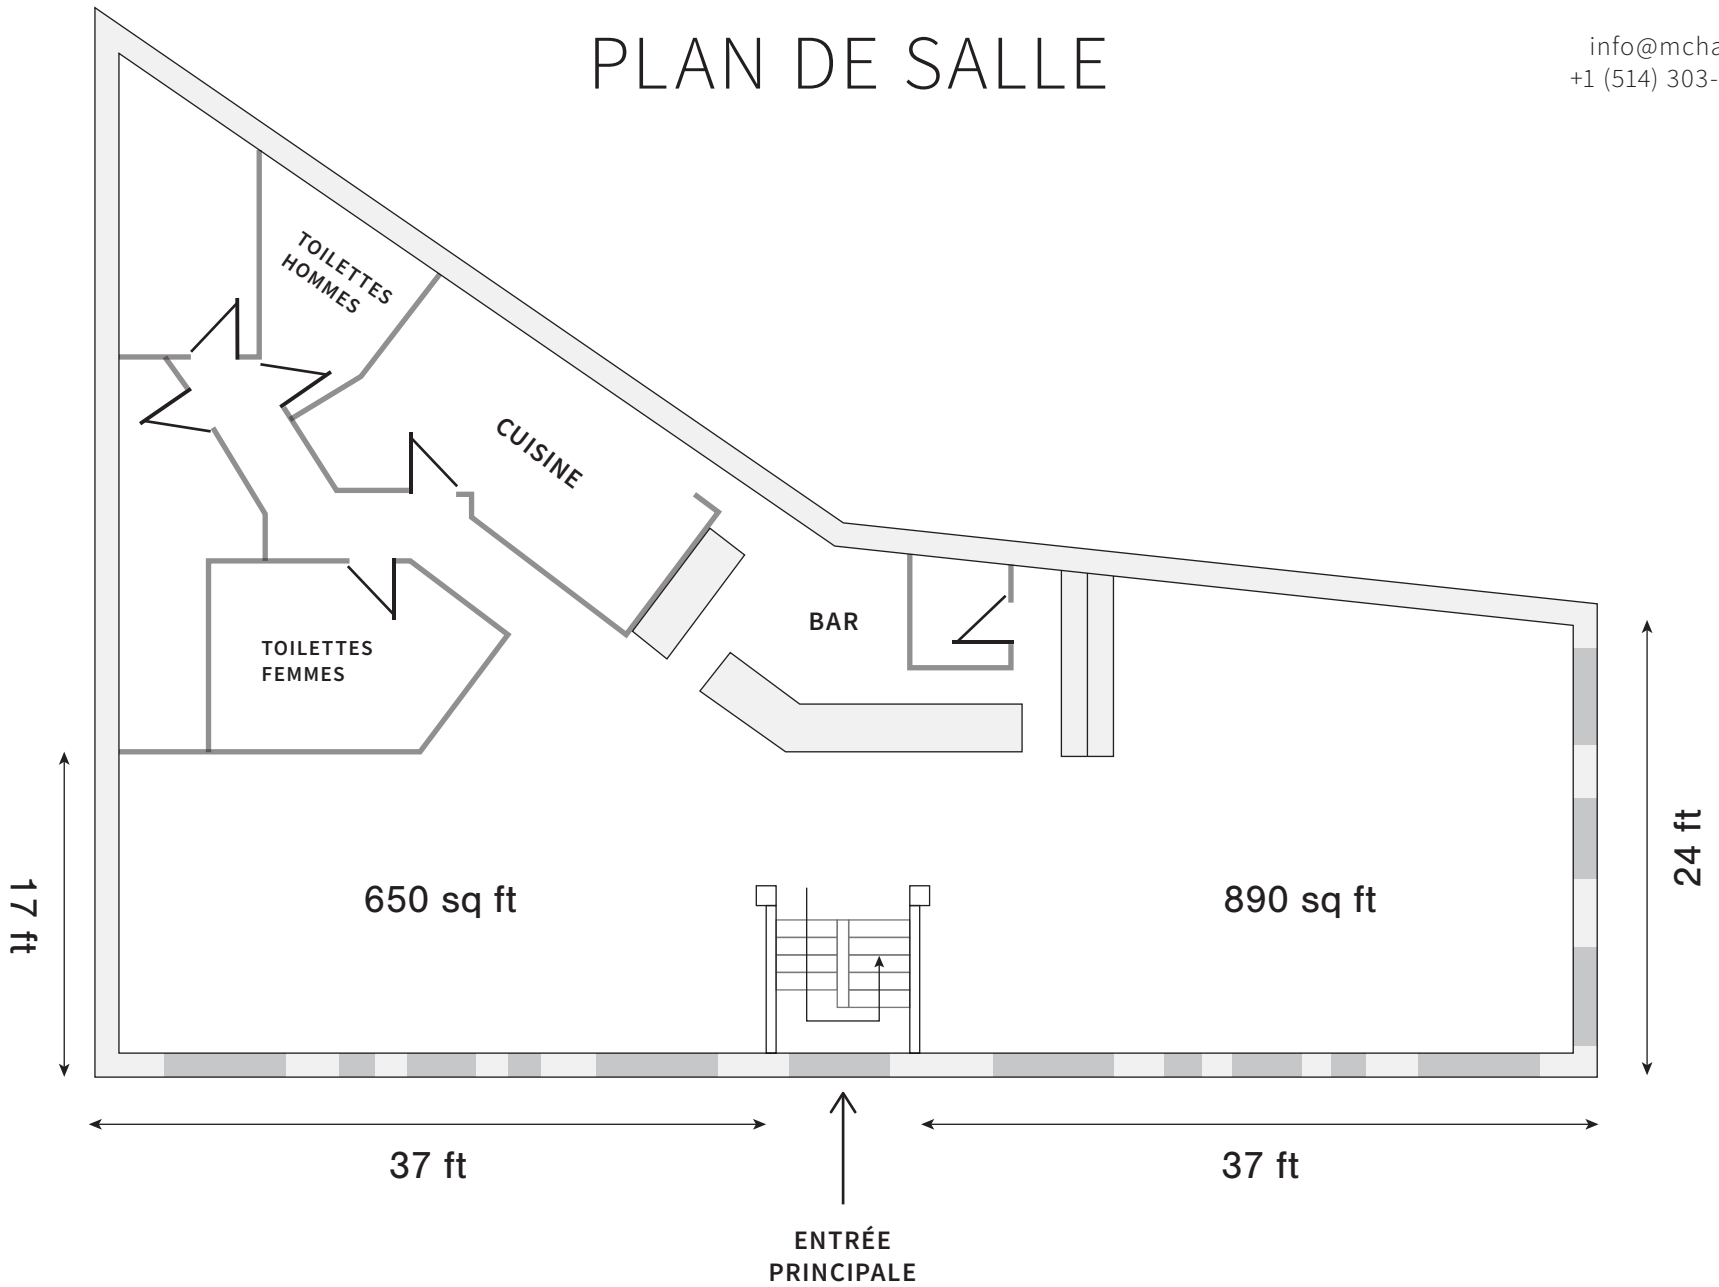 PLAN DE SALLE
info@mcha
+1 (514) 303-
TOILETTES
HOMMES
CUISINE
BAR
TOILETTES
FEMMES
17 ft
650 sq ft
890 sq ft
24 ft
37 ft
37 ft
ENTRÉE
PRINCIPALE